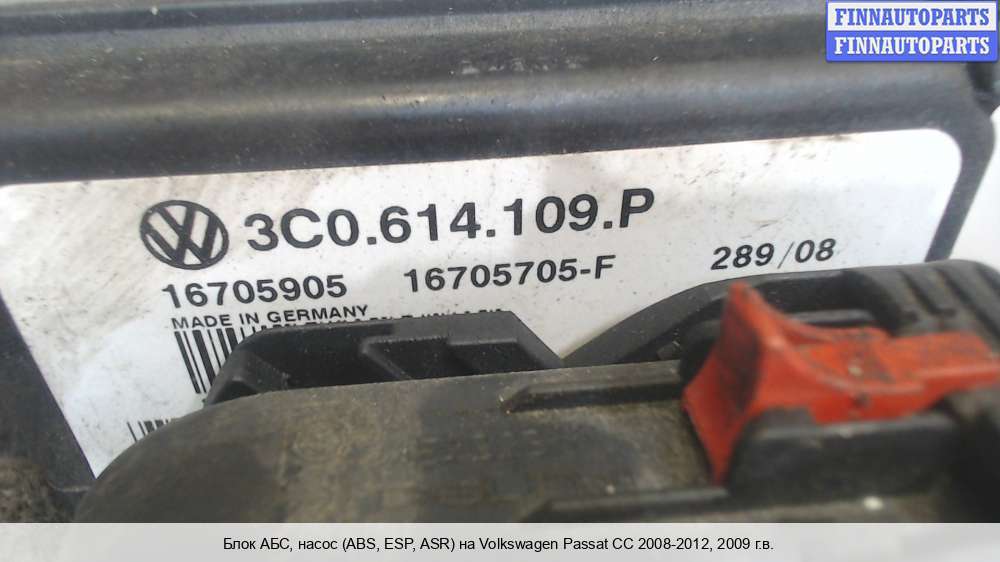 FINNAUTOPARTS
FINNAUTOPARTS
VW 3C0.614.109.P
16705905 16705705-F 289/08
MADE IN GERMANY
Блок АБС, насос (ABS, ESP, ASR) на Volkswagen Passat CC 2008-2012, 2009 г.в.